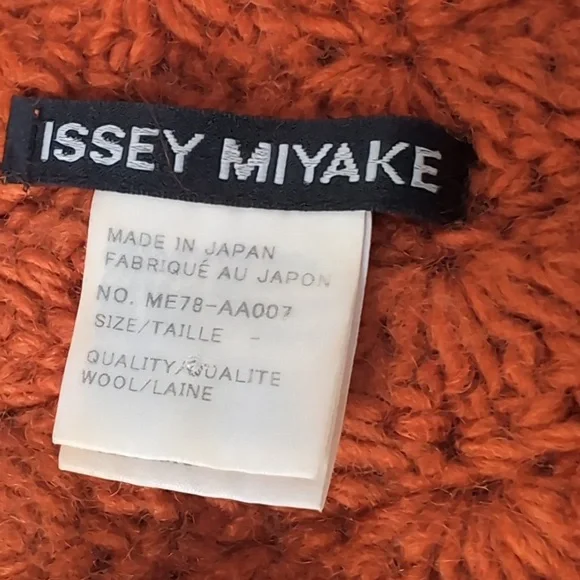 ISSEY MIYAKE
MADE IN JAPAN
FABRIQUÉ AU JAPON
NO. ME78-AA007
SIZE/TAILLE -
QUALITY/QUALITE
WOOL/LAINE